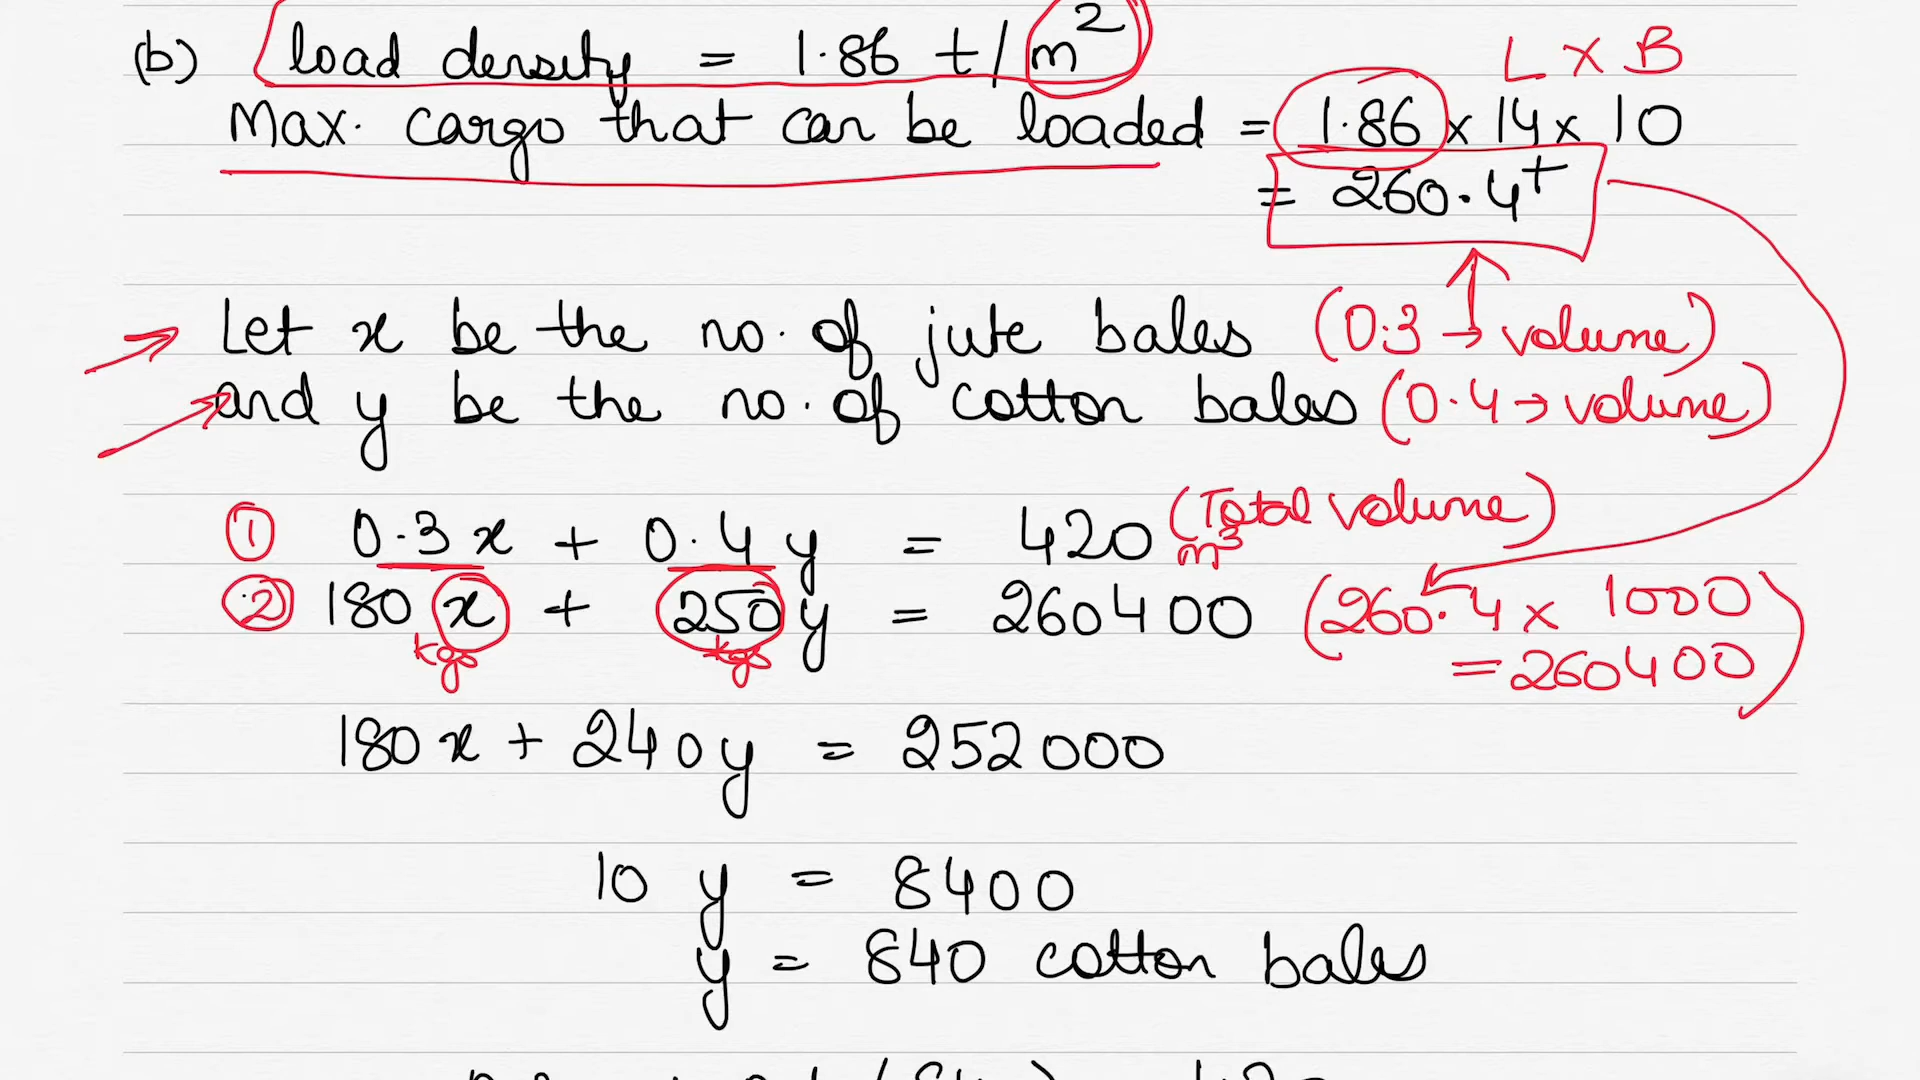 L x B
(b) load density = 1.86 t/m²
Max. cargo that can be loaded = 1.86 x 14 x 10
= 260.4t
Let x be the no. of jute bales (0.3 → volume)
and y be the no. of cotton bales (0.4 → volume)
① 0.3x + 0.4y = 420 m³ (Total volume)
② 180x + 250y = 260400 (260.4 x 1000
kgs kgs = 260400)
180x + 240y = 252000
10 y = 8400
y = 840 cotton bales